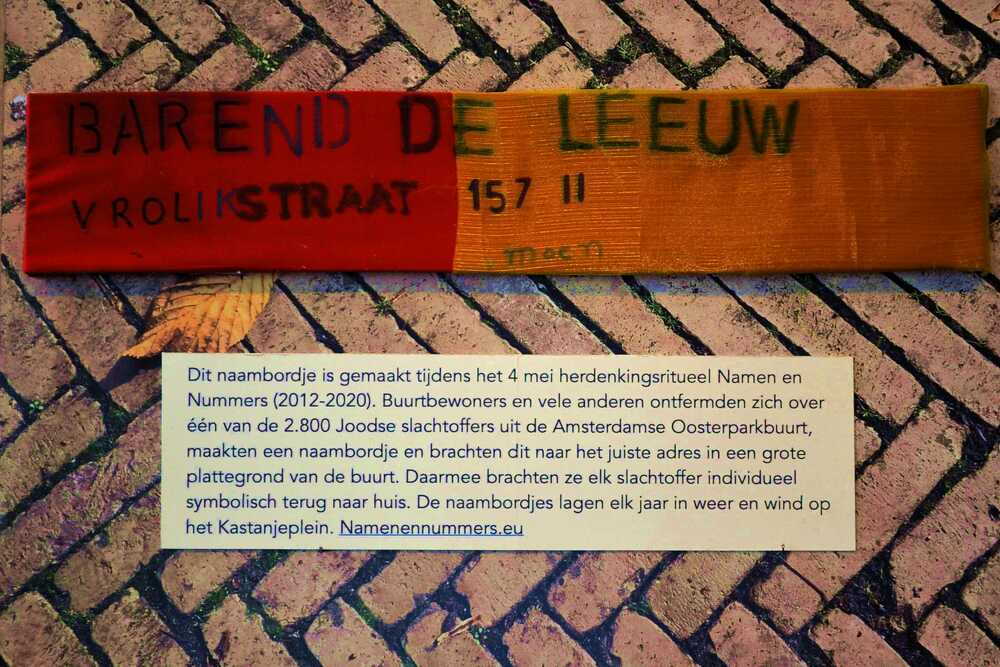 BAREND DE LEEUW
VROLIKSTRAAT 157 II
Dit naambordje is gemaakt tijdens het 4 mei herdenkingsritueel Namen en
Nummers (2012-2020). Buurtbewoners en vele anderen ontfermden zich over
één van de 2.800 Joodse slachtoffers uit de Amsterdamse Oosterparkbuurt,
maakten een naambordje en brachten dit naar het juiste adres in een grote
plattegrond van de buurt. Daarmee brachten ze elk slachtoffer individueel
symbolisch terug naar huis. De naambordjes lagen elk jaar in weer en wind op
het Kastanjeplein. Namenennummers.eu